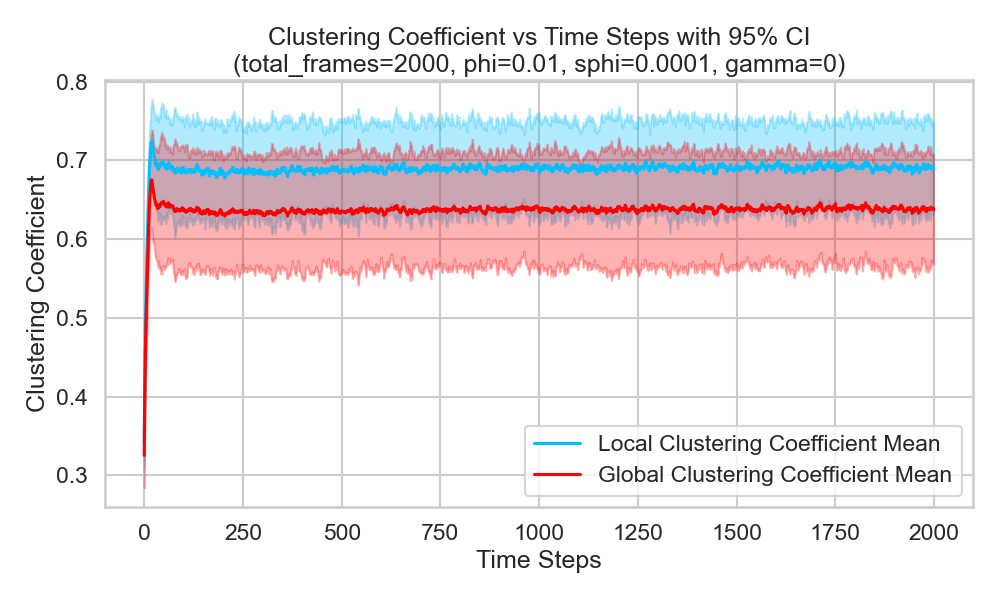 Clustering Coefficient vs Time Steps with 95% CI
(total_frames=2000, phi=0.01, sphi=0.0001, gamma=0)
Clustering Coefficient
0.8
0.7
0.6
0.5
0.4
0.3
Local Clustering Coefficient Mean
Global Clustering Coefficient Mean
0 250 500 750 1000 1250 1500 1750 2000
Time Steps